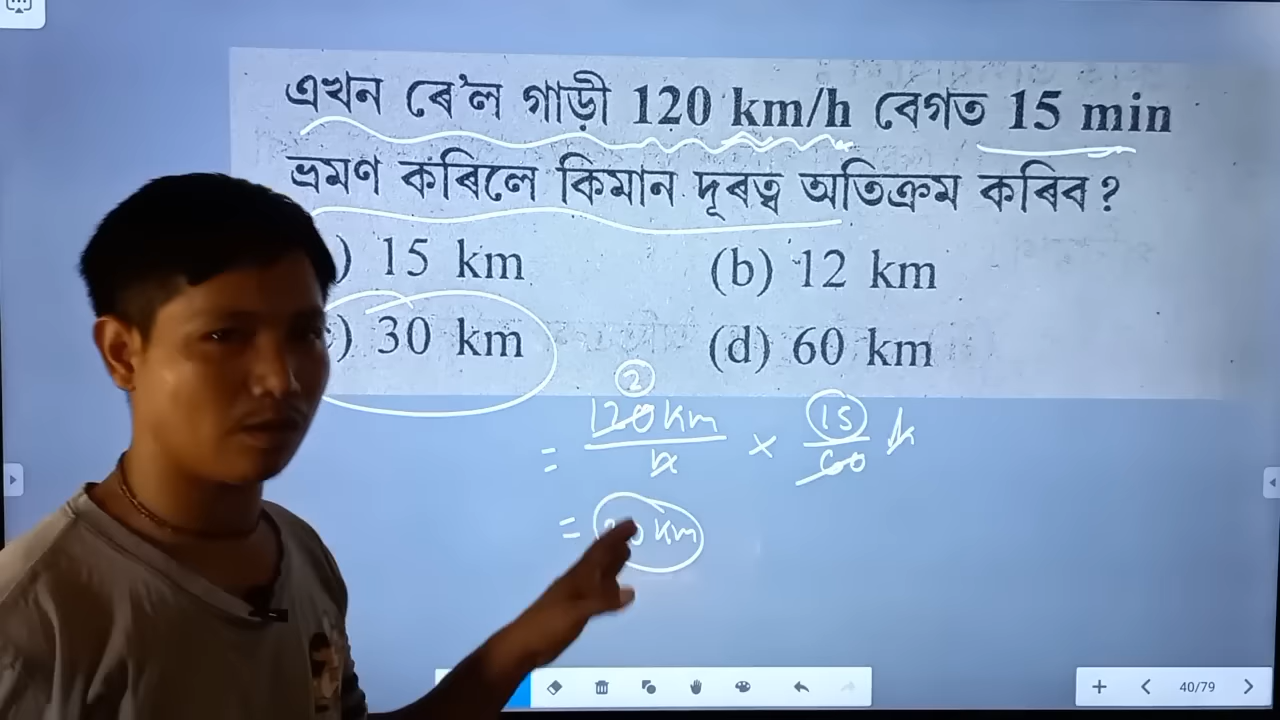 এখন ৰে'ল গাড়ী 120 km/h বেগত 15 min
ভ্ৰমণ কৰিলে কিমান দূৰত্ব অতিক্ৰম কৰিব ?
) 15 km (b) 12 km
) 30 km (d) 60 km
2
= 120 km / h × 15 / 60 h
= km
40/79